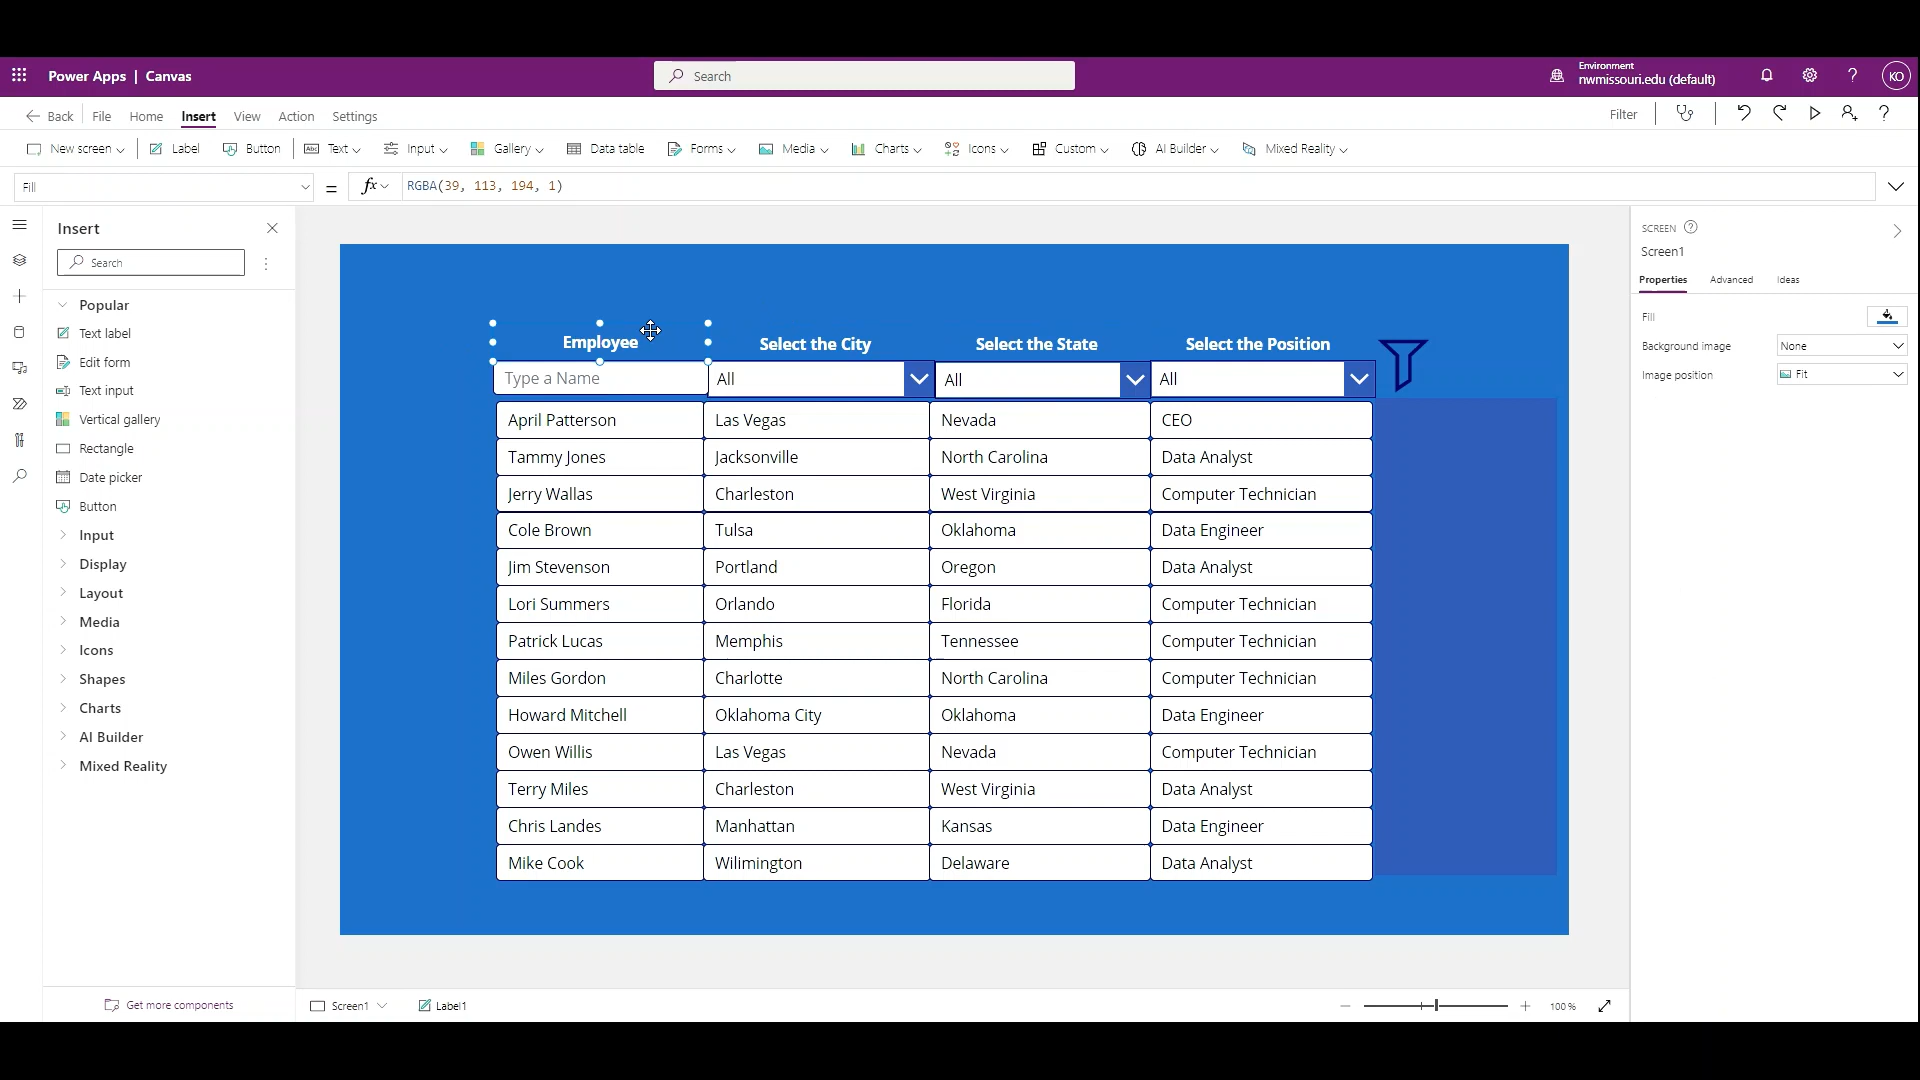 Power Apps | Canvas
Search
Environment
nwmissouri.edu (default)
?
KO
Back
File
Home
Insert
View
Action
Settings
Filter
?
New screen
Label
Button
Abc Text
Input
Gallery
Data table
Forms
Media
Charts
Icons
Custom
AI Builder
Mixed Reality
Fill
=
fx
RGBA(39, 113, 194, 1)
Insert
Search
Popular
Text label
Edit form
Text input
Vertical gallery
Rectangle
Date picker
Button
Input
Display
Layout
Media
Icons
Shapes
Charts
AI Builder
Mixed Reality
Get more components
Employee
Select the City
Select the State
Select the Position
Type a Name
All
All
All
April Patterson Las Vegas Nevada CEO
Tammy Jones Jacksonville North Carolina Data Analyst
Jerry Wallas Charleston West Virginia Computer Technician
Cole Brown Tulsa Oklahoma Data Engineer
Jim Stevenson Portland Oregon Data Analyst
Lori Summers Orlando Florida Computer Technician
Patrick Lucas Memphis Tennessee Computer Technician
Miles Gordon Charlotte North Carolina Computer Technician
Howard Mitchell Oklahoma City Oklahoma Data Engineer
Owen Willis Las Vegas Nevada Computer Technician
Terry Miles Charleston West Virginia Data Analyst
Chris Landes Manhattan Kansas Data Engineer
Mike Cook Wilimington Delaware Data Analyst
Screen1
Label1
100 %
SCREEN ?
Screen1
Properties
Advanced
Ideas
Fill
Background image
None
Image position
Fit